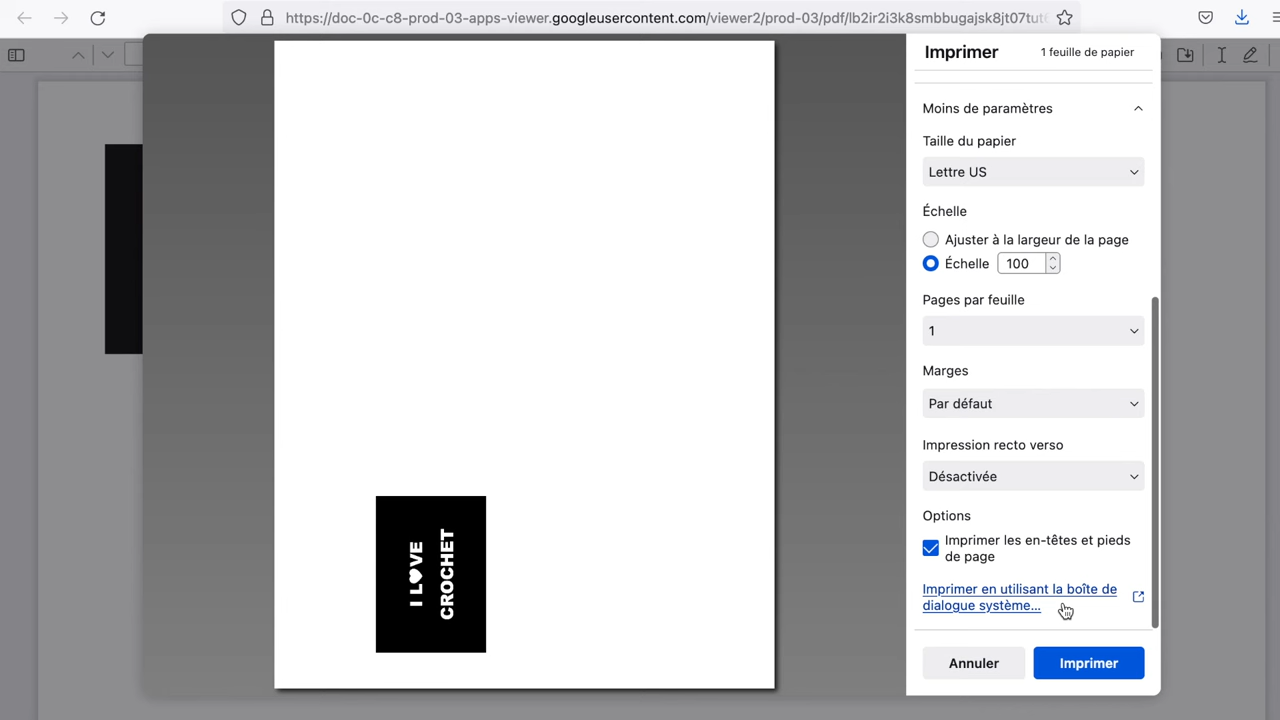 https://doc-0c-c8-prod-03-apps-viewer.googleusercontent.com/viewer2/prod-03/pdf/lb2ir2i3k8smbbugajsk8jt07tut
Imprimer
1 feuille de papier
Moins de paramètres
Taille du papier
Lettre US
Échelle
Ajuster à la largeur de la page
Échelle 100
Pages par feuille
1
Marges
Par défaut
Impression recto verso
Désactivée
Options
Imprimer les en-têtes et pieds
de page
Imprimer en utilisant la boîte de
dialogue système...
Annuler
Imprimer
I L♥VE
CROCHET